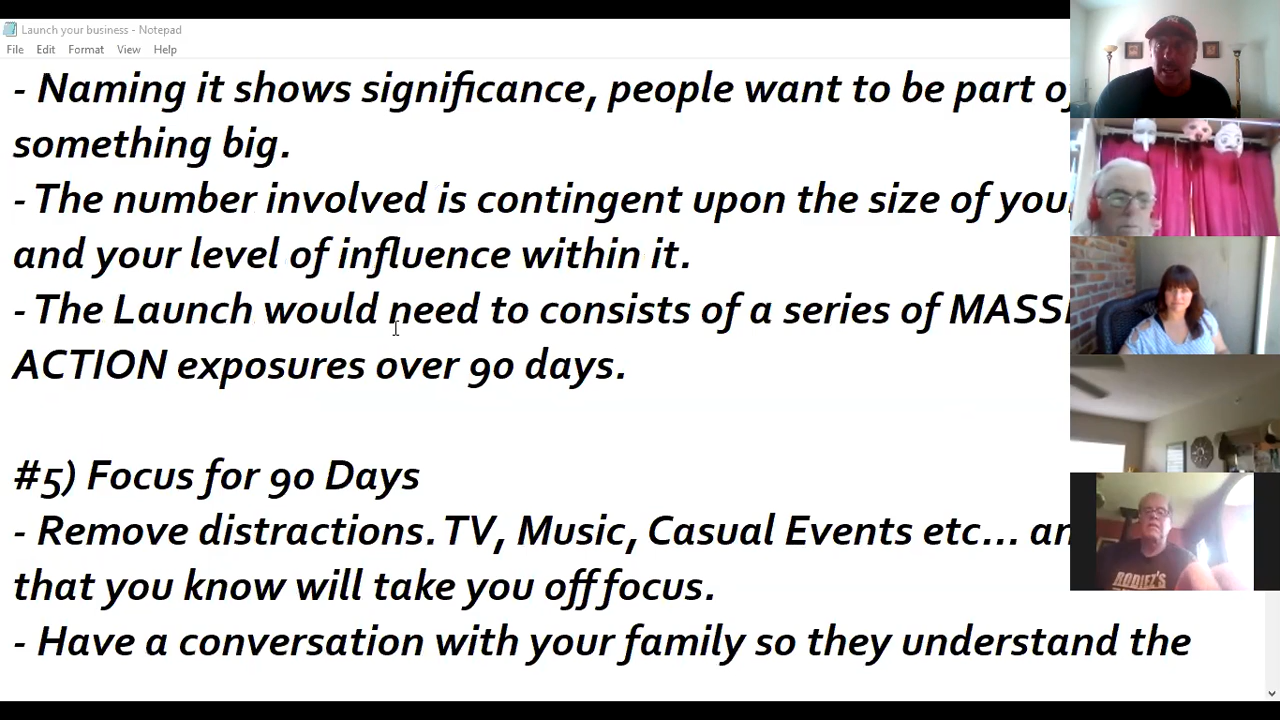 Launch your business - Notepad
File Edit Format View Help
- Naming it shows significance, people want to be part
something big.
- The number involved is contingent upon the size of
and your level of influence within it.
- The Launch would need to consists of a series of
ACTION exposures over 90 days.
#5) Focus for 90 Days
- Remove distractions. TV, Music, Casual Events etc...
that you know will take you off focus.
- Have a conversation with your family so they understand the
RODIEZ'S